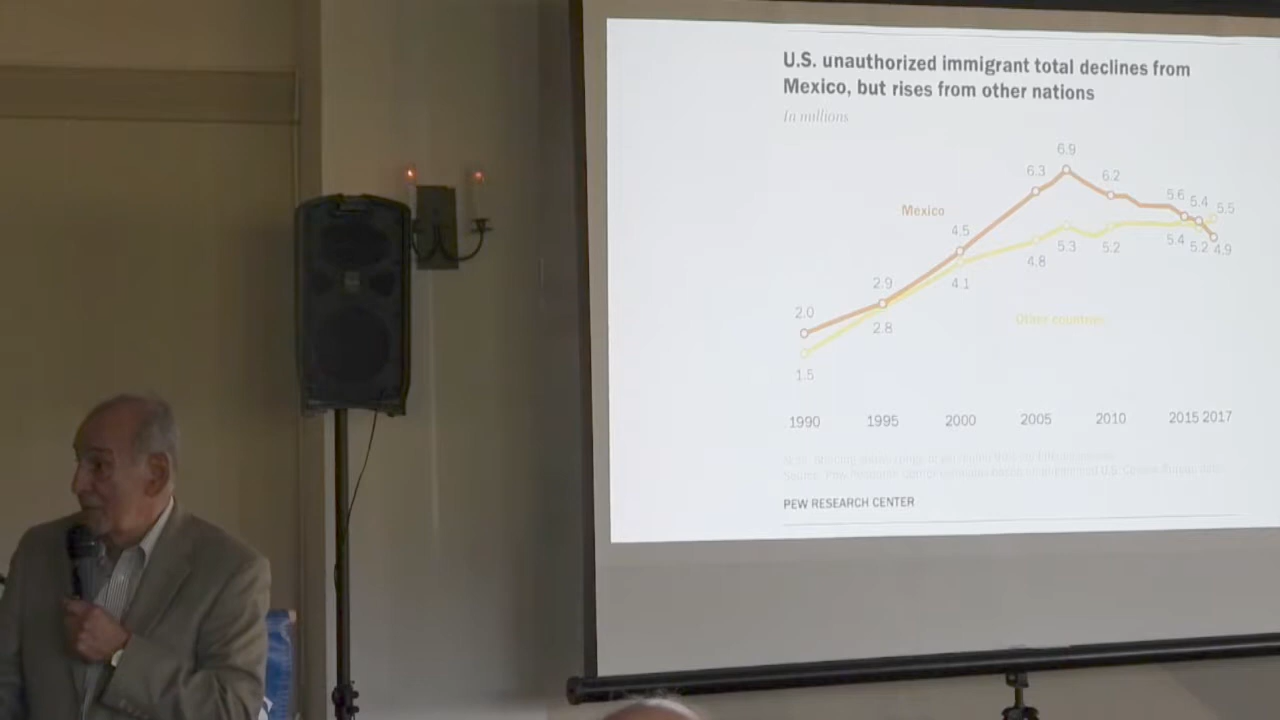 U.S. unauthorized immigrant total declines from
Mexico, but rises from other nations
In millions
6.9
6.3
6.2
5.6
5.4
5.5
Mexico
4.5
5.3
5.2
5.4
5.2
4.9
4.8
2.9
4.1
2.0
2.8
Other countries
1.5
1990 1995 2000 2005 2010 2015 2017
PEW RESEARCH CENTER